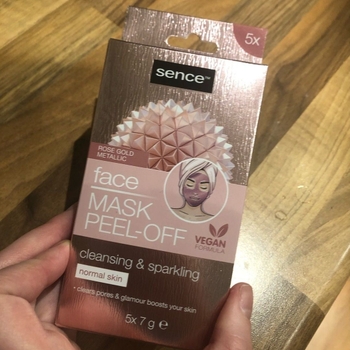 5x
sence™
ROSE GOLD
METALLIC
face
MASK
PEEL-OFF
VEGAN
FORMULA
cleansing & sparkling
normal skin
• clears pores & glamour boosts your skin
5x 7 g ℮